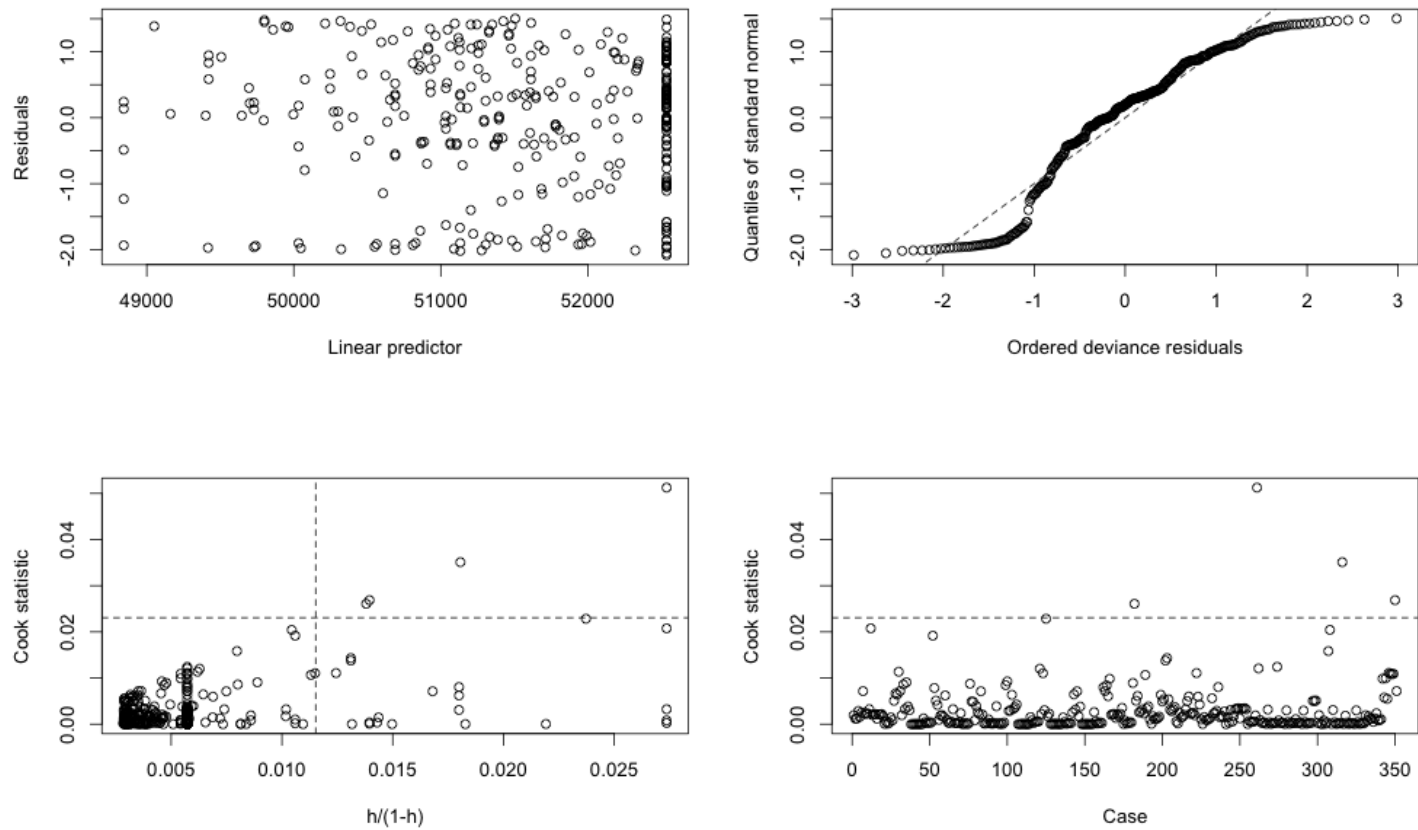 1.0
0.0
-1.0
-2.0
Residuals
49000 50000 51000 52000
Linear predictor
1.0
0.0
-1.0
-2.0
Quantiles of standard normal
-3 -2 -1 0 1 2 3
Ordered deviance residuals
0.04
0.02
0.00
Cook statistic
0.005 0.010 0.015 0.020 0.025
h/(1-h)
0.04
0.02
0.00
Cook statistic
0 50 100 150 200 250 300 350
Case